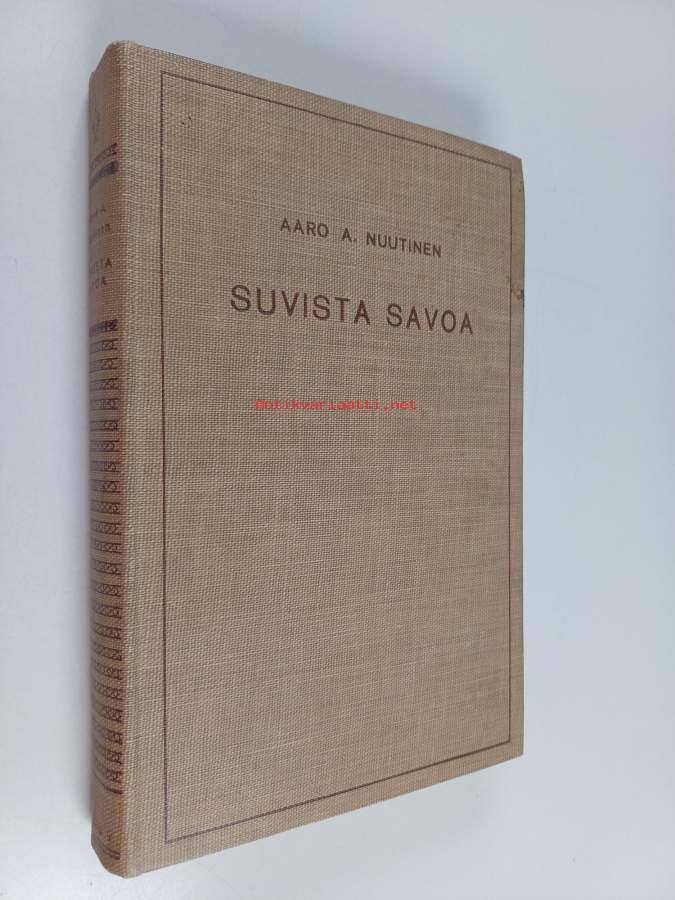 AARO A. NUUTINEN
SUVISTA SAVOA
Antikvariaatti.net